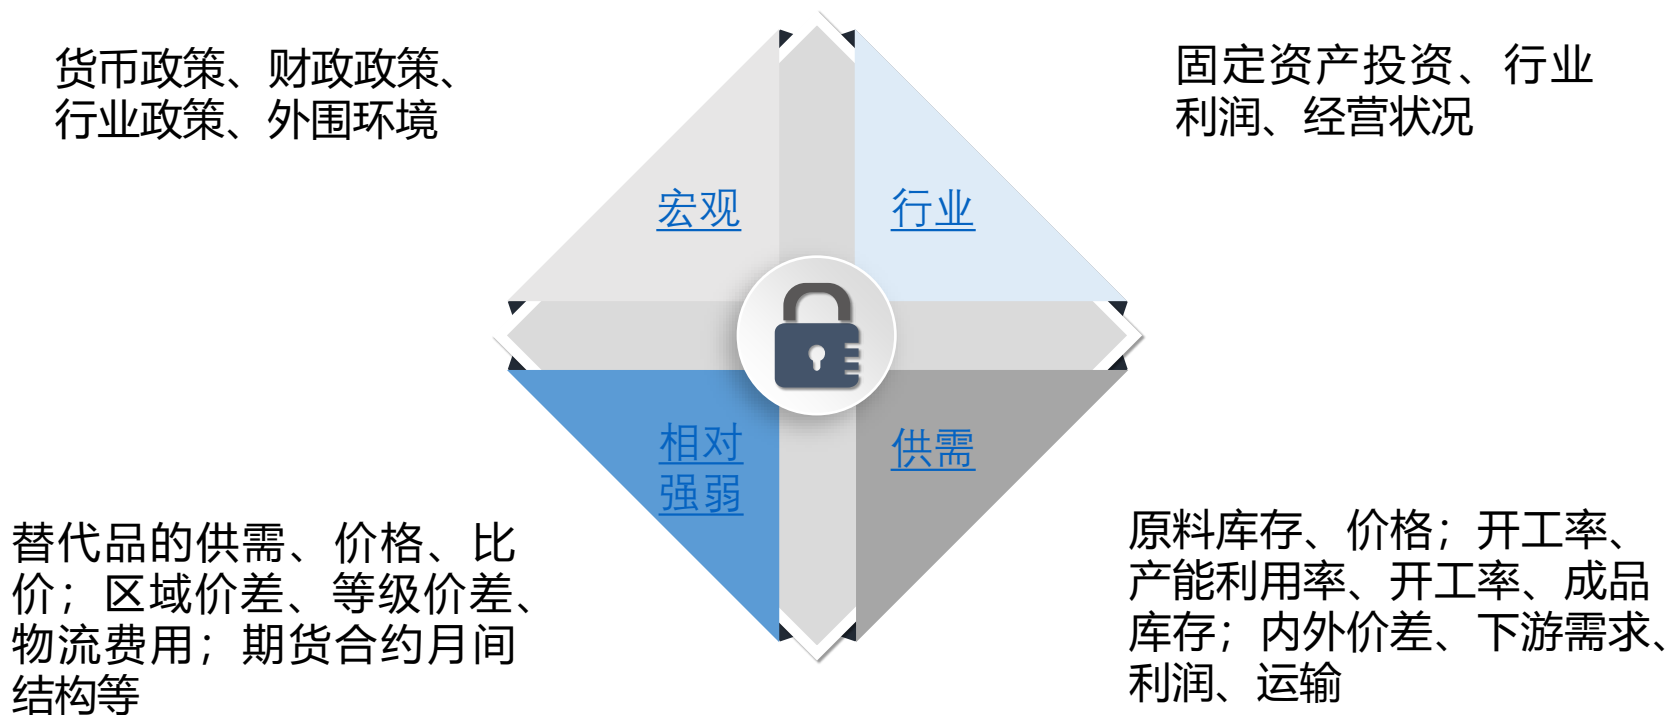 货币政策、财政政策、
行业政策、外围环境
固定资产投资、行业
利润、经营状况
宏观
行业
相对
强弱
供需
替代品的供需、价格、比
价；区域价差、等级价差、
物流费用；期货合约月间
结构等
原料库存、价格；开工率、
产能利用率、开工率、成品
库存；内外价差、下游需求、
利润、运输